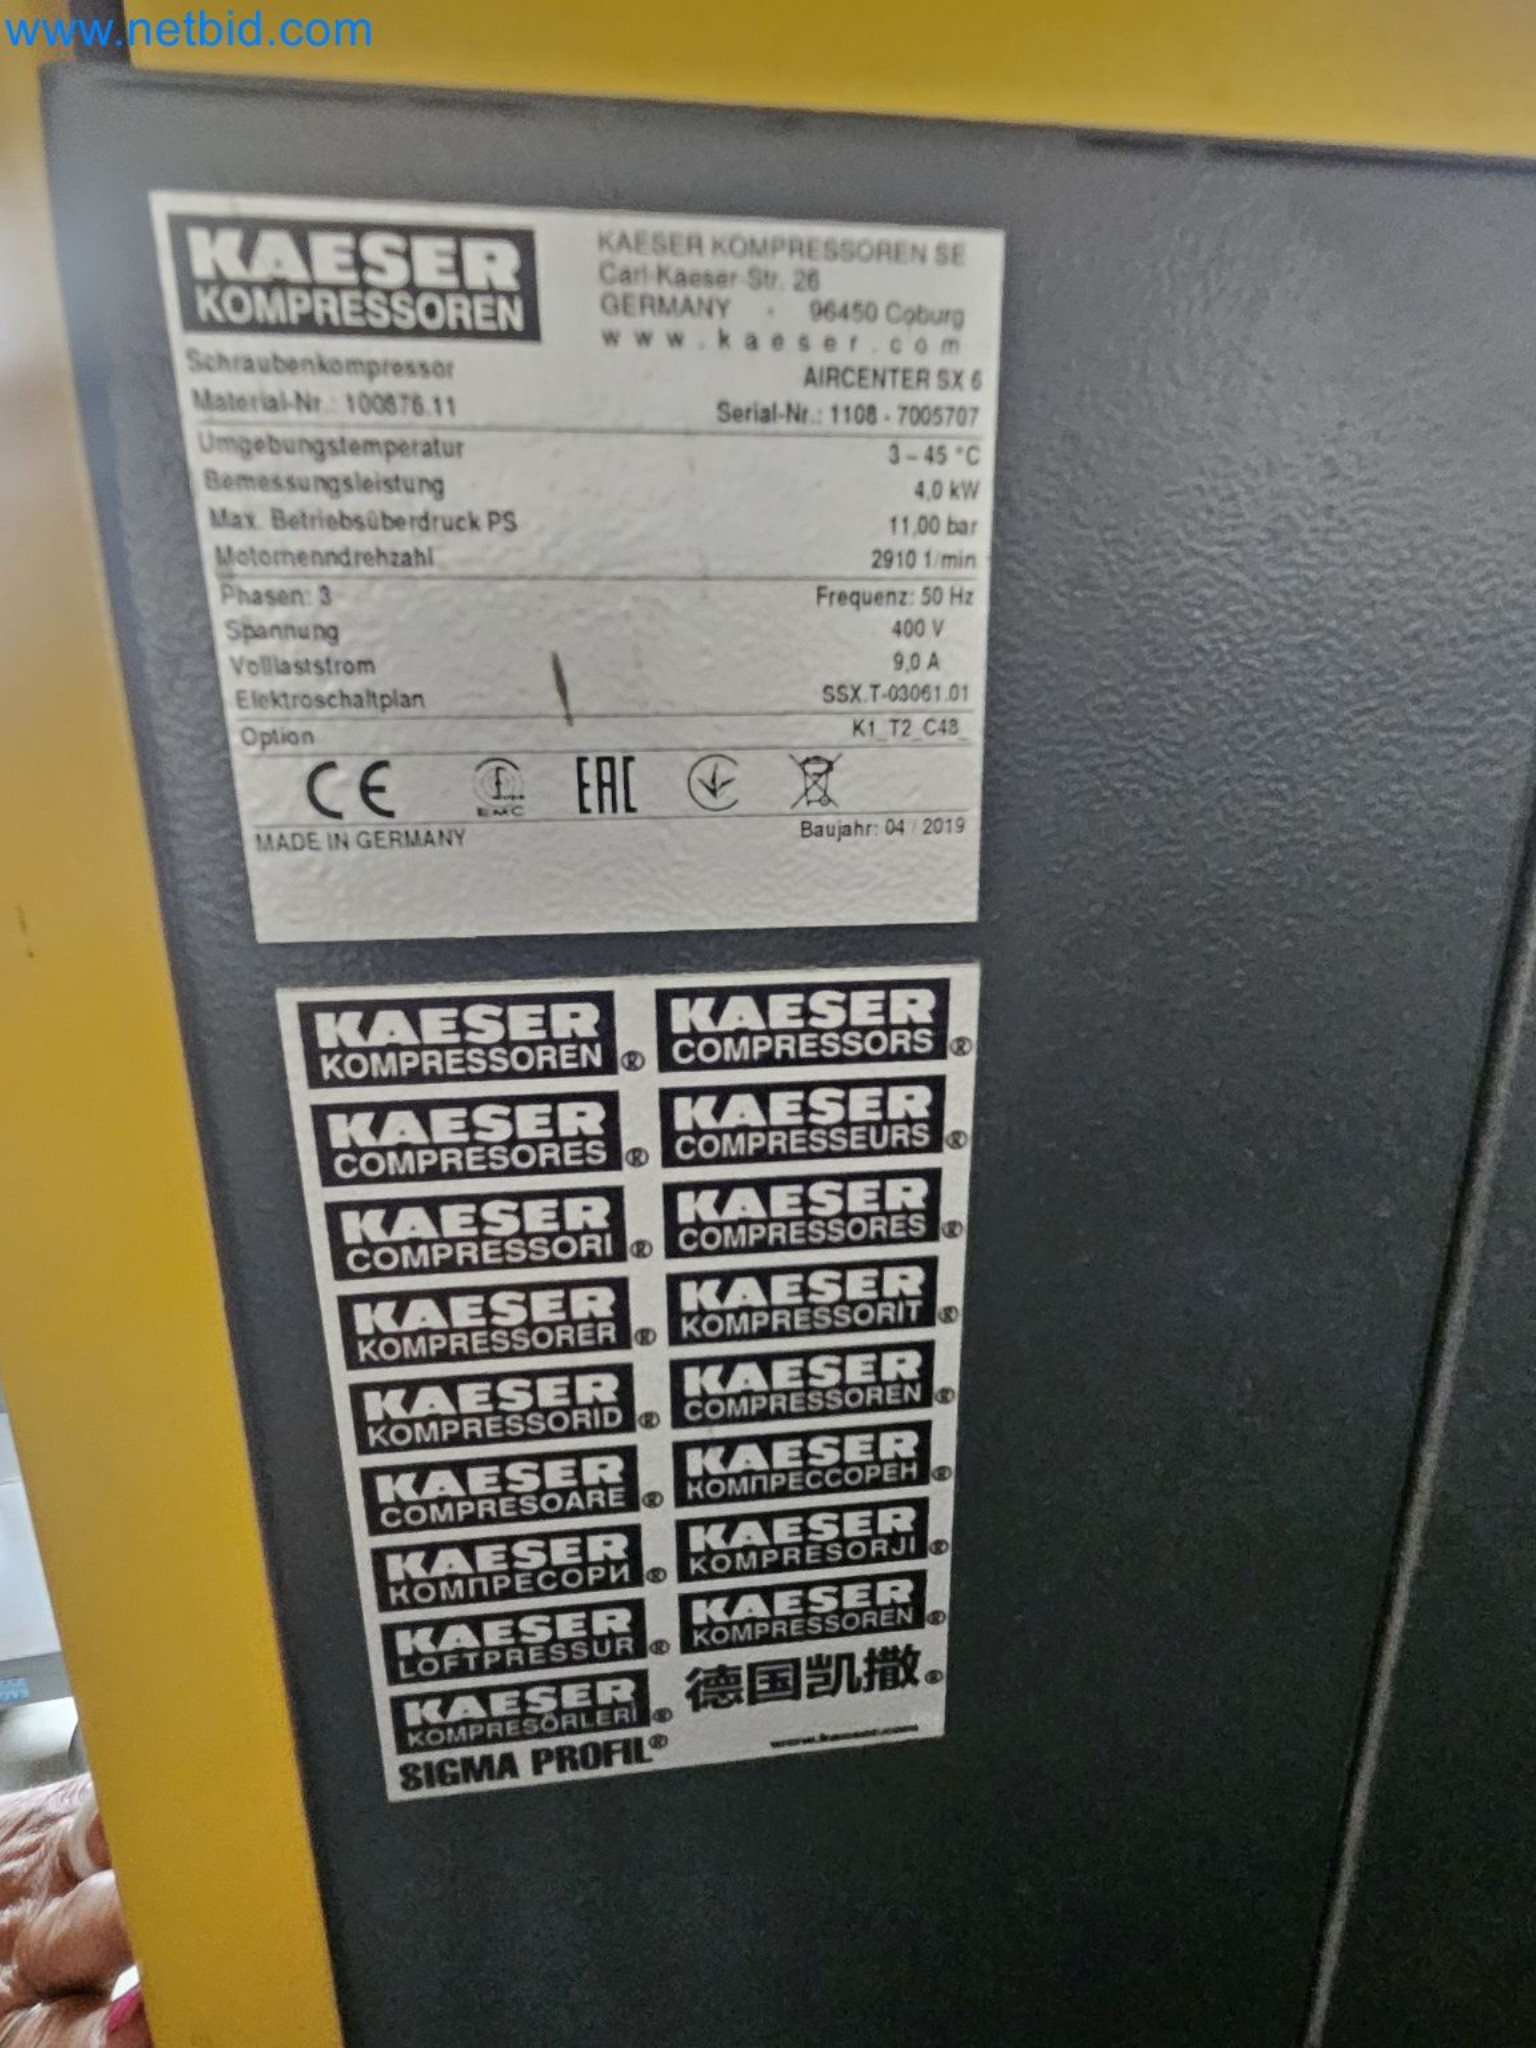 www.netbid.com
KAESER
KOMPRESSOREN
KAESER KOMPRESSOREN SE
Carl-Kaeser-Str. 26
GERMANY - 96450 Coburg
www.kaeser.com
Schraubenkompressor AIRCENTER SX 6
Material-Nr.: 100876.11 Serial-Nr.: 1108 - 7005707
Umgebungstemperatur 3 – 45 °C
Bemessungsleistung 4,0 kW
Max. Betriebsüberdruck PS 11,00 bar
Motornenndrehzahl 2910 1/min
Phasen: 3 Frequenz: 50 Hz
Spannung 400 V
Volllaststrom 9,0 A
Elektroschaltplan SSX.T-03061.01
Option K1_T2_C48_
CE EMC EAC
MADE IN GERMANY Baujahr: 04 / 2019
KAESER KAESER
KOMPRESSOREN® COMPRESSORS®
KAESER KAESER
COMPRESORES® COMPRESSEURS®
KAESER KAESER
COMPRESSORI® COMPRESSORES®
KAESER KAESER
KOMPRESSORER® KOMPRESSORIT®
KAESER KAESER
KOMPRESSORID® COMPRESSOREN®
KAESER KAESER
COMPRESOARE® КОМПРЕССОРЕН®
KAESER KAESER
КОМПРЕСОРИ® KOMPRESORJI®
KAESER KAESER
LOFTPRESSUR® KOMPRESSOREN®
KAESER 德国凯撒®
KOMPRESÖRLERI®
SIGMA PROFIL® www.kaeser.com